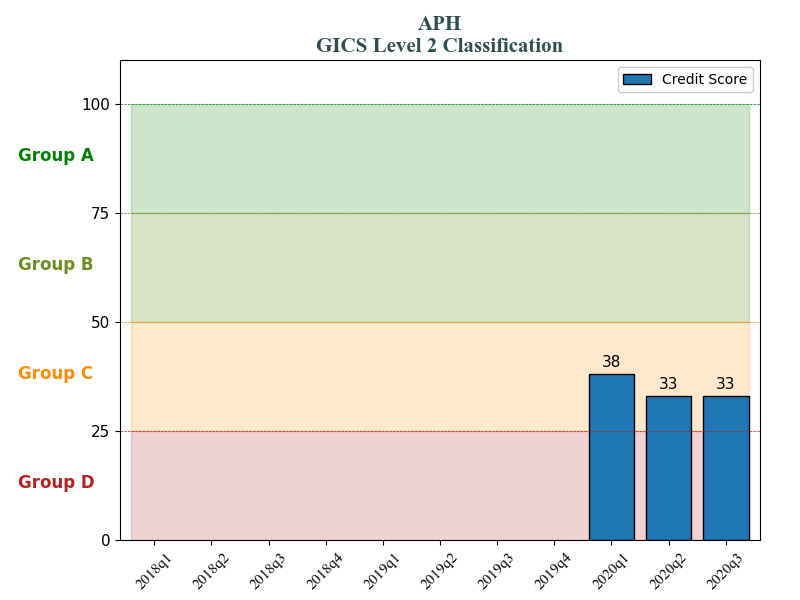 APH
GICS Level 2 Classification
Credit Score
100
Group A
75
Group B
50
38
33
33
Group C
25
Group D
0
2018q1
2018q2
2018q3
2018q4
2019q1
2019q2
2019q3
2019q4
2020q1
2020q2
2020q3